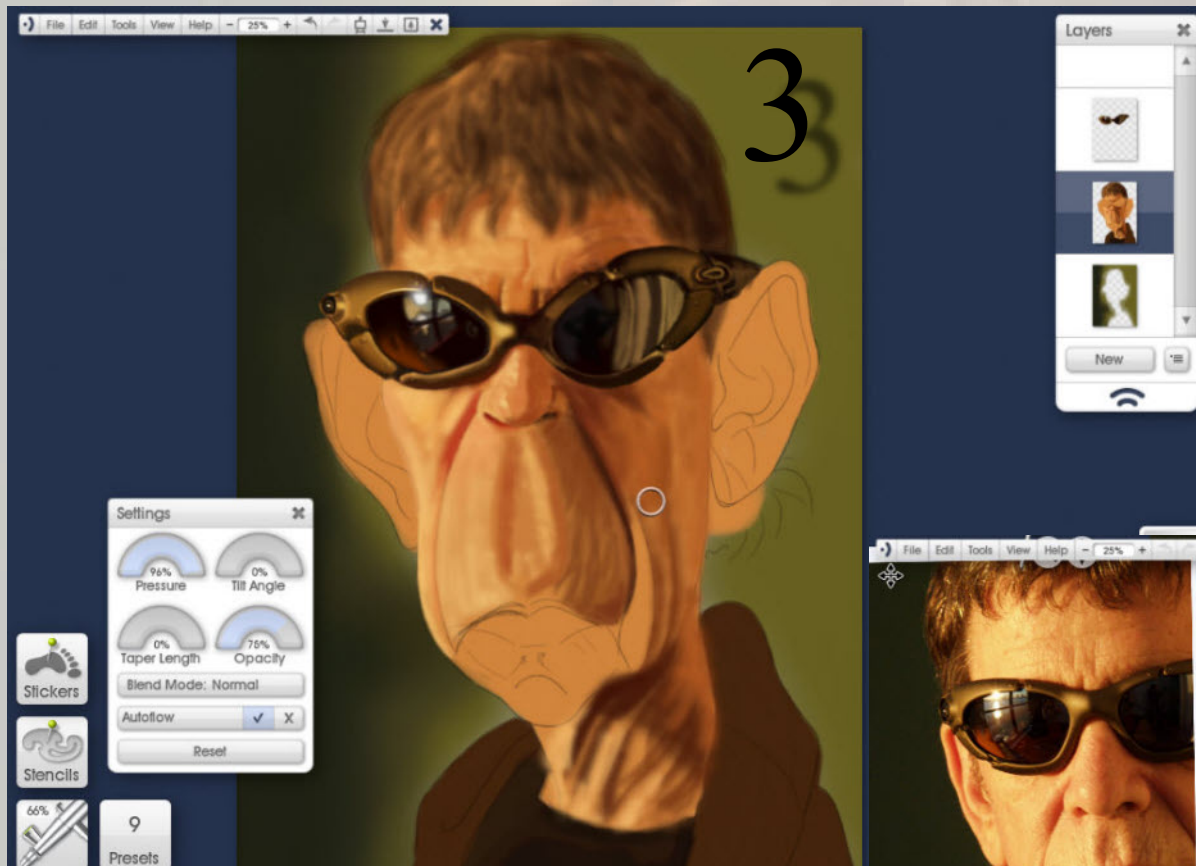 File Edit Tools View Help - 25% +
3
3
Layers
New
Settings
96%
Pressure
0%
Tilt Angle
0%
Taper Length
75%
Opacity
Blend Mode: Normal
Autoflow ✓ X
Reset
Stickers
Stencils
66%
9
Presets
File Edit Tools View Help - 25% +